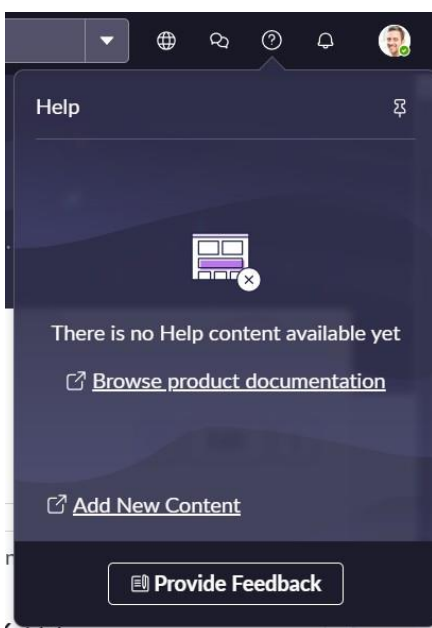 Help
There is no Help content available yet
Browse product documentation
Add New Content
Provide Feedback